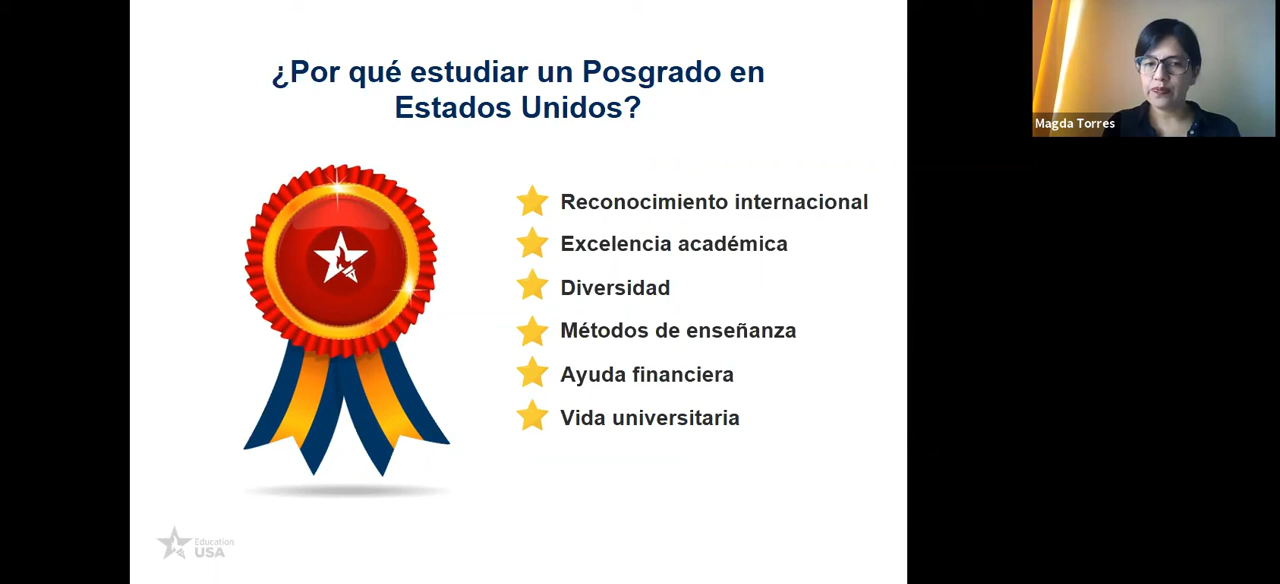 ¿Por qué estudiar un Posgrado en
Estados Unidos?
Reconocimiento internacional
Excelencia académica
Diversidad
Métodos de enseñanza
Ayuda financiera
Vida universitaria
Education
USA
Magda Torres